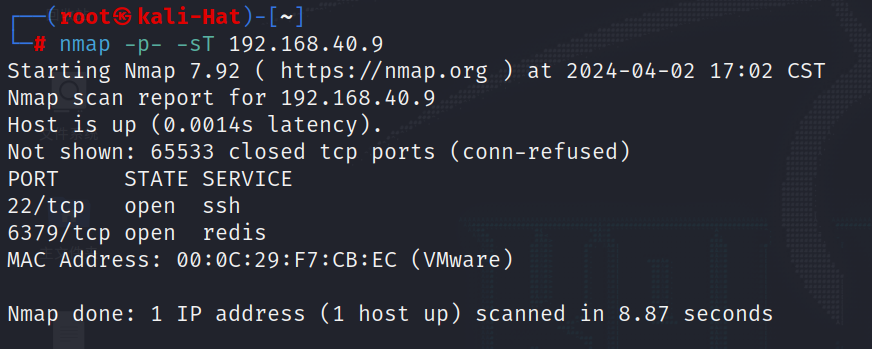 ┌──(root㉿kali-Hat)-[~]
└─# nmap -p- -sT 192.168.40.9
Starting Nmap 7.92 ( https://nmap.org ) at 2024-04-02 17:02 CST
Nmap scan report for 192.168.40.9
Host is up (0.0014s latency).
Not shown: 65533 closed tcp ports (conn-refused)
PORT     STATE SERVICE
22/tcp   open  ssh
6379/tcp open  redis
MAC Address: 00:0C:29:F7:CB:EC (VMware)
Nmap done: 1 IP address (1 host up) scanned in 8.87 seconds